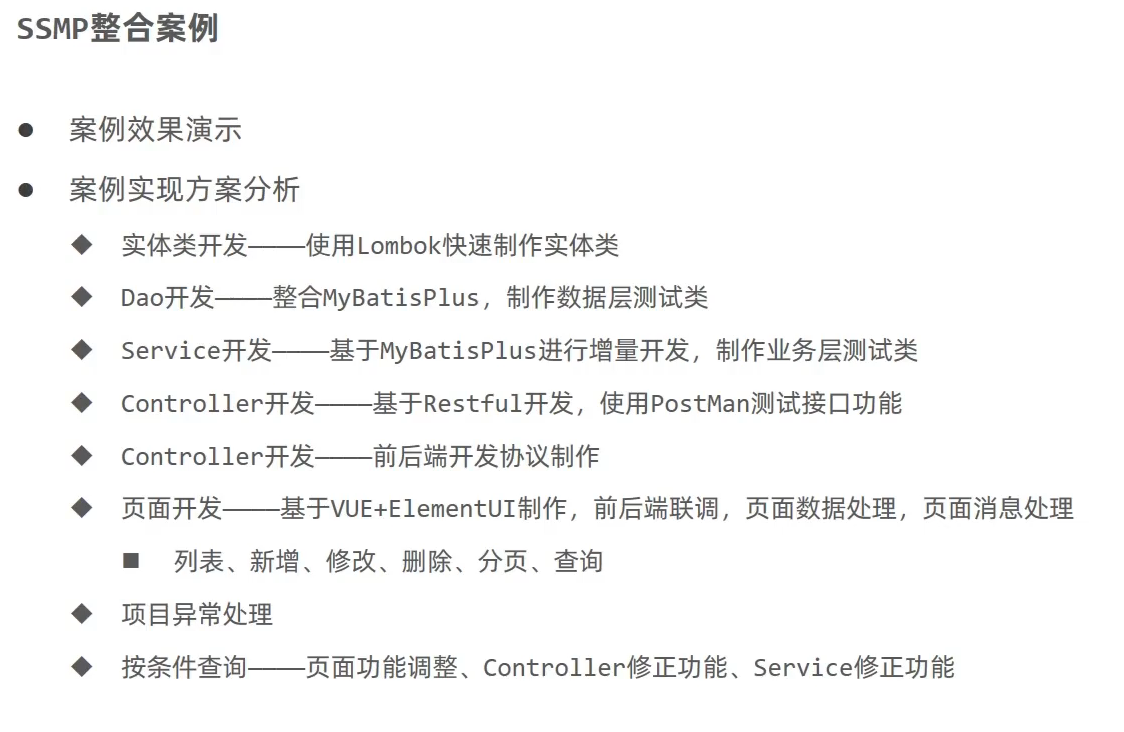 SSMP整合案例
● 案例效果演示
● 案例实现方案分析
◆ 实体类开发————使用Lombok快速制作实体类
◆ Dao开发————整合MyBatisPlus，制作数据层测试类
◆ Service开发————基于MyBatisPlus进行增量开发，制作业务层测试类
◆ Controller开发————基于Restful开发，使用PostMan测试接口功能
◆ Controller开发————前后端开发协议制作
◆ 页面开发————基于VUE+ElementUI制作，前后端联调，页面数据处理，页面消息处理
■ 列表、新增、修改、删除、分页、查询
◆ 项目异常处理
◆ 按条件查询————页面功能调整、Controller修正功能、Service修正功能